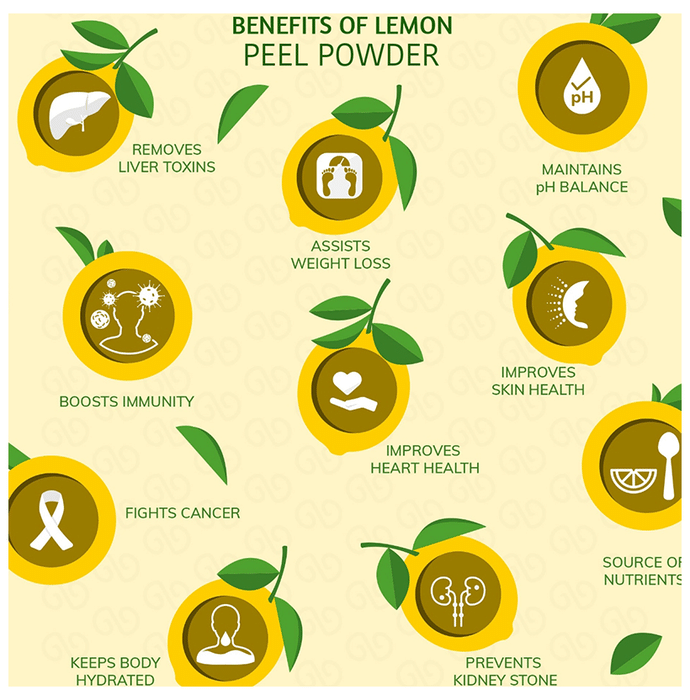 BENEFITS OF LEMON
PEEL POWDER
REMOVES
LIVER TOXINS
pH
MAINTAINS
pH BALANCE
ASSISTS
WEIGHT LOSS
BOOSTS IMMUNITY
IMPROVES
SKIN HEALTH
IMPROVES
HEART HEALTH
FIGHTS CANCER
SOURCE OF
NUTRIENTS
KEEPS BODY
HYDRATED
PREVENTS
KIDNEY STONE